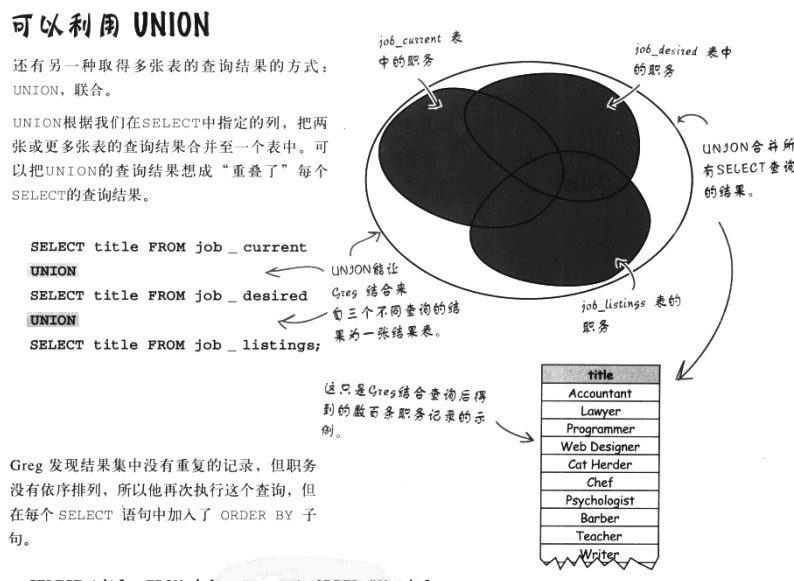 可以利用 UNION
还有另一种取得多张表的查询结果的方式：
UNION，联合。
UNION根据我们在SELECT中指定的列，把两
张或更多张表的查询结果合并至一个表中。可
以把UNION的查询结果想成“重叠了”每个
SELECT的查询结果。
SELECT title FROM job_current
UNION
SELECT title FROM job_desired
UNION
SELECT title FROM job_listings;
job_current 表
中的职务
job_desired 表中
的职务
UNION合并所
有SELECT查询
的结果。
UNION能让
Greg 结合来
自三个不同查询的结
果为一张结果表。
job_listings 表的
职务
这只是Greg结合查询后得
到的数百条职务记录的示
例。
title
Accountant
Lawyer
Programmer
Web Designer
Cat Herder
Chef
Psychologist
Barber
Teacher
Writer
Greg 发现结果集中没有重复的记录，但职务
没有依序排列，所以他再次执行这个查询，但
在每个 SELECT 语句中加入了 ORDER BY 子
句。